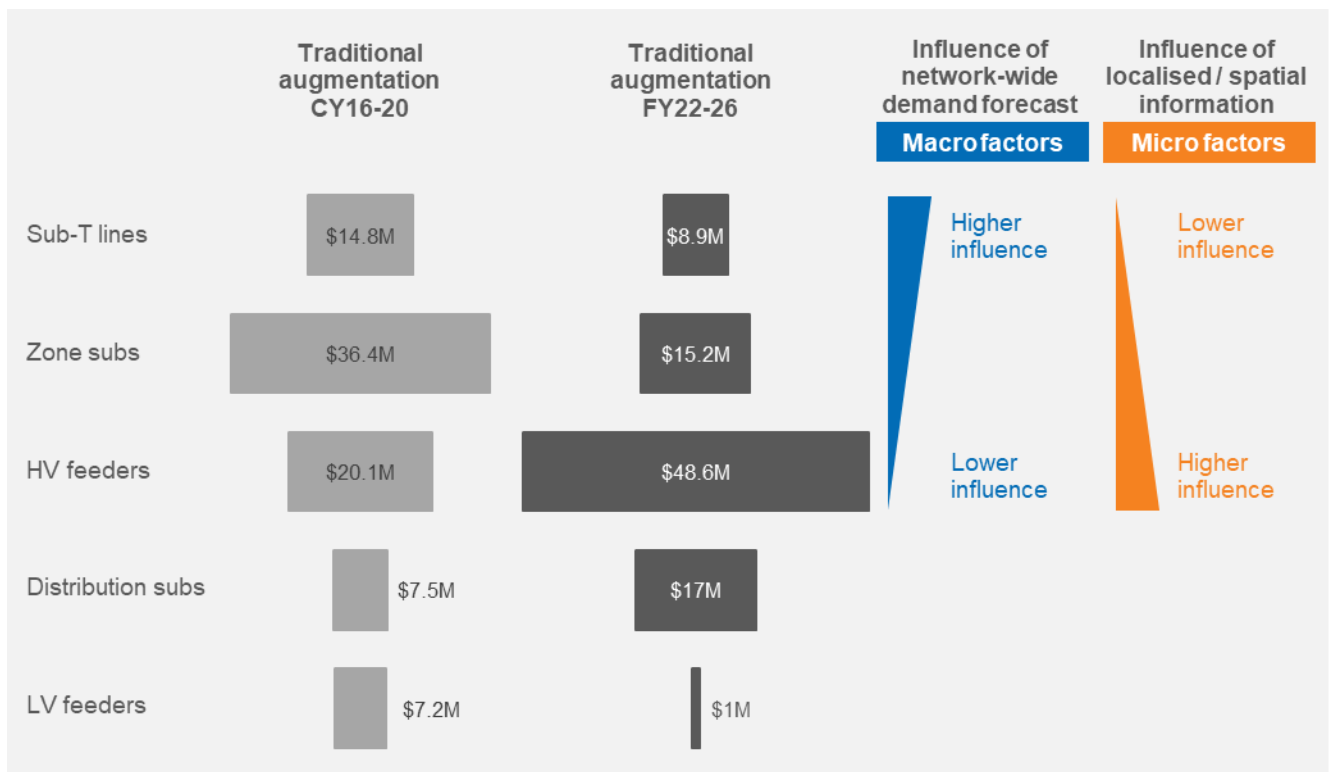 Traditional
augmentation
CY16-20
Traditional
augmentation
FY22-26
Influence of
network-wide
demand forecast
Macro factors
Influence of
localised / spatial
information
Micro factors
Sub-T lines
$14.8M
$8.9M
Higher
influence
Lower
influence
Zone subs
$36.4M
$15.2M
HV feeders
$20.1M
$48.6M
Lower
influence
Higher
influence
Distribution subs
$7.5M
$17M
LV feeders
$7.2M
$1M